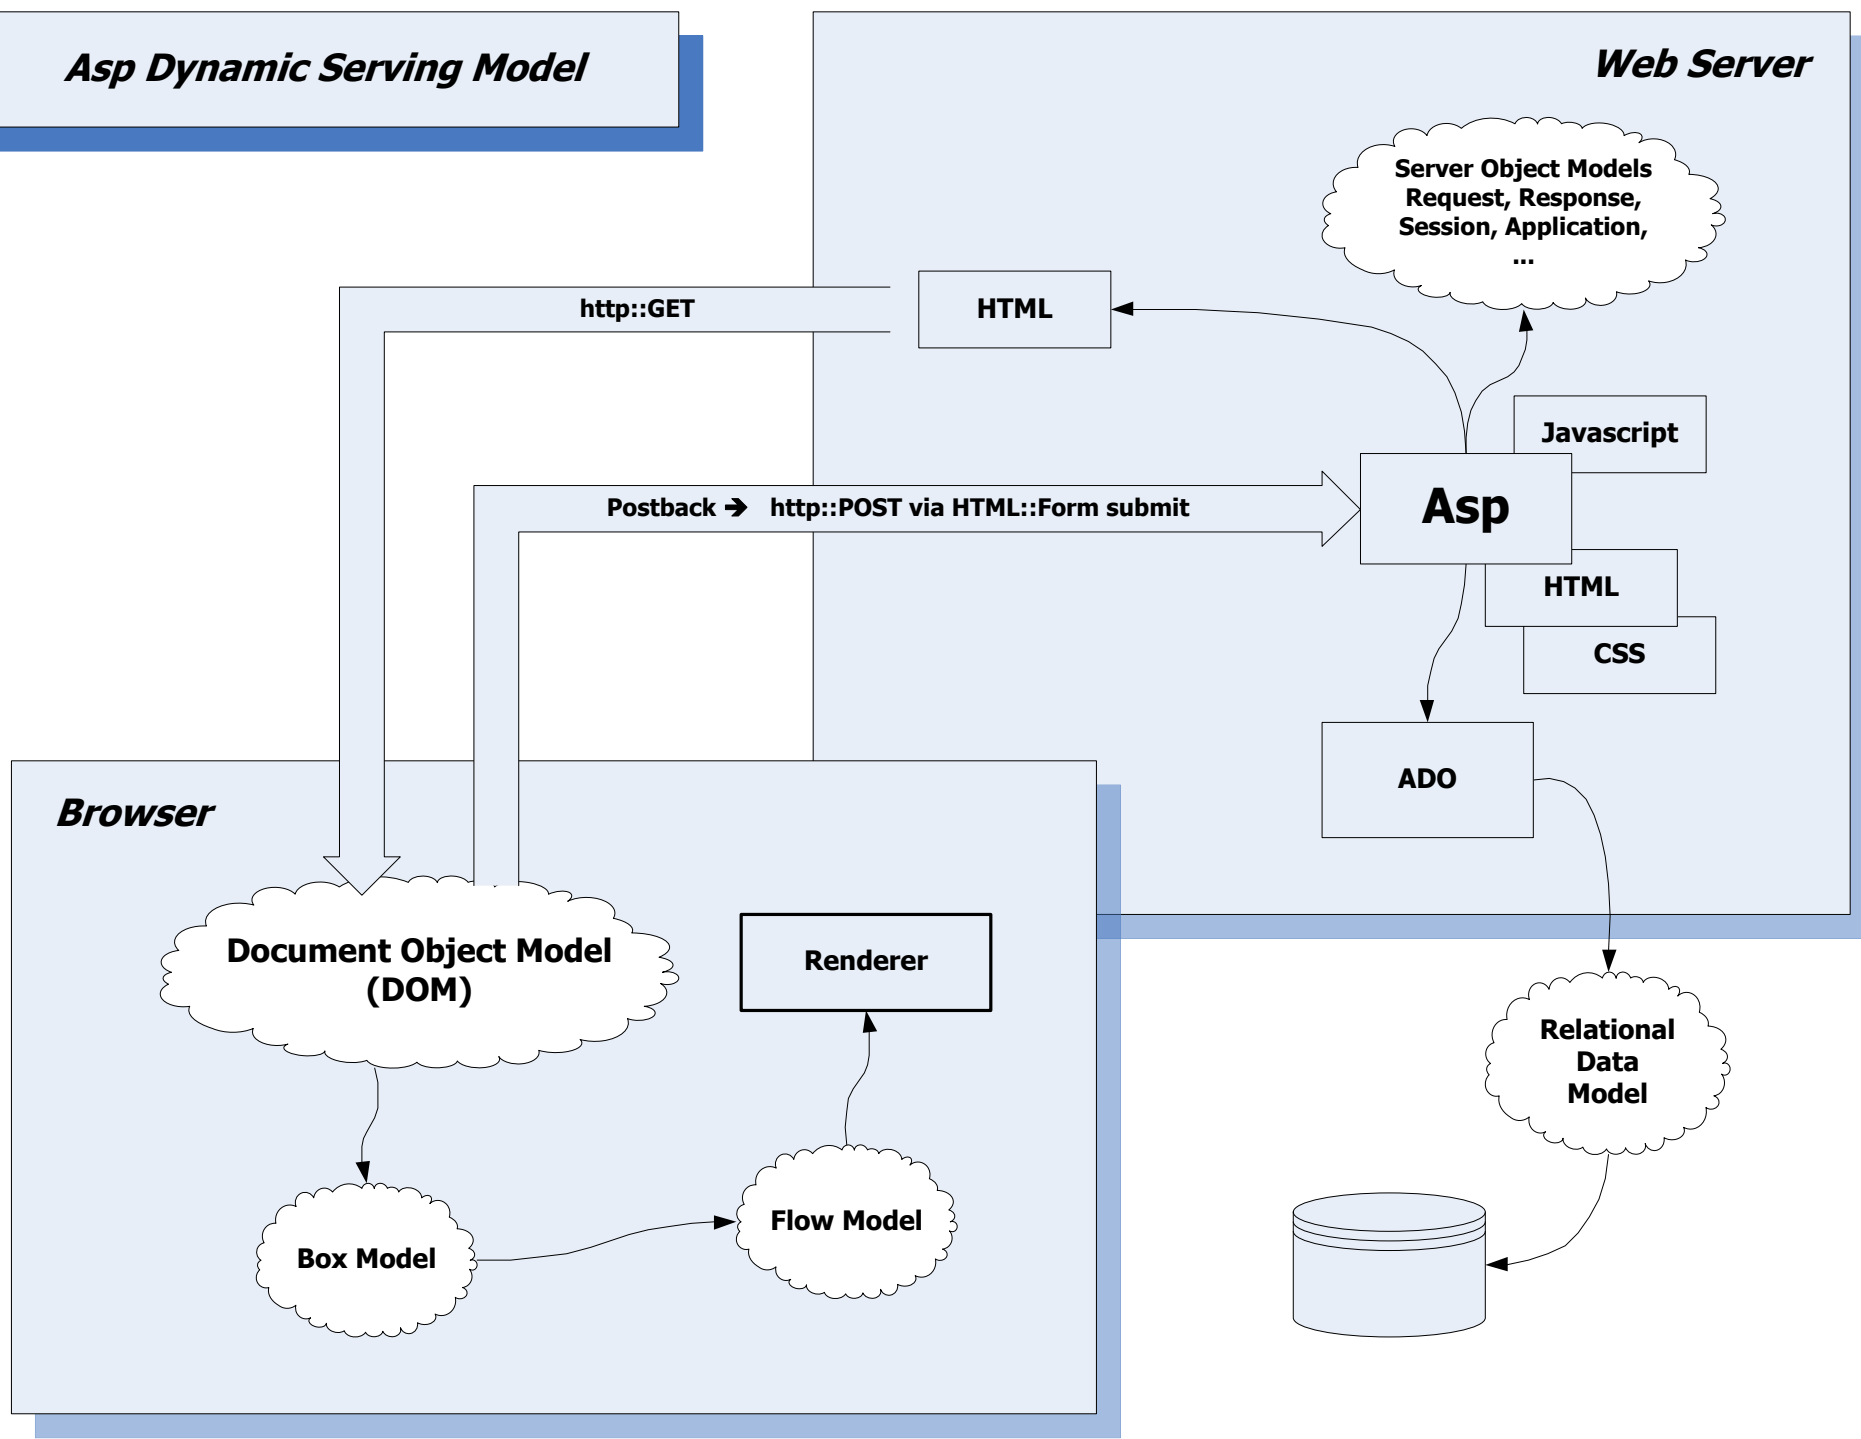 Asp Dynamic Serving Model
Web Server
Server Object Models
Request, Response,
Session, Application,
...
http::GET
HTML
Javascript
Postback ➔ http::POST via HTML::Form submit
Asp
HTML
CSS
ADO
Browser
Document Object Model
(DOM)
Renderer
Relational
Data
Model
Flow Model
Box Model